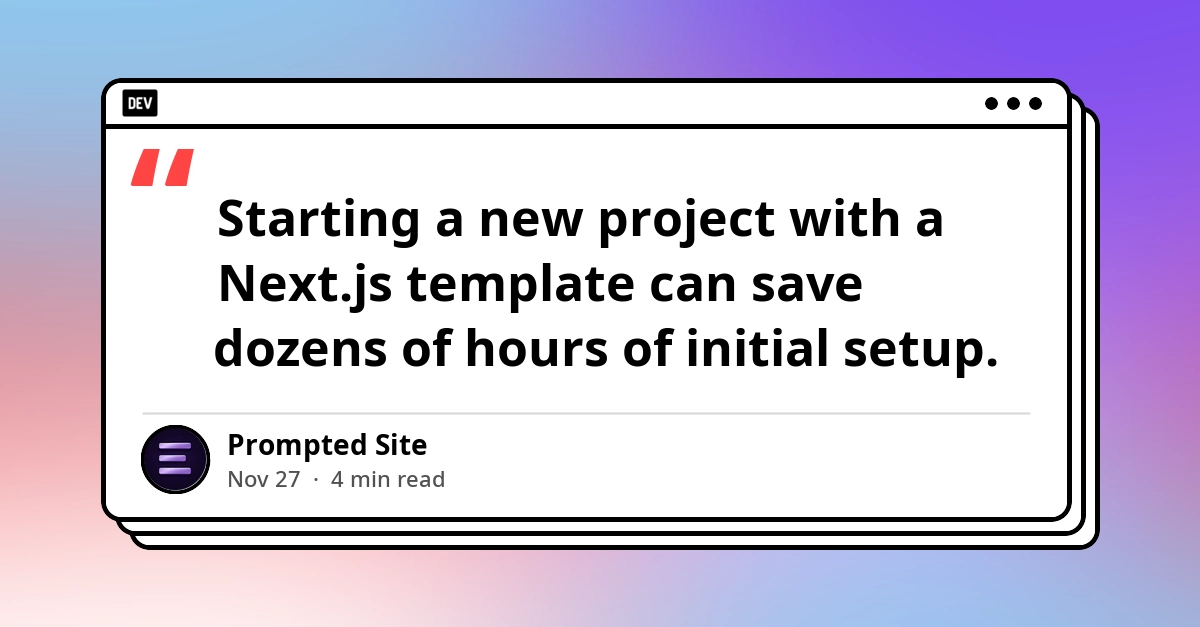 DEV
“
Starting a new project with a
Next.js template can save
dozens of hours of initial setup.
Prompted Site
Nov 27 · 4 min read